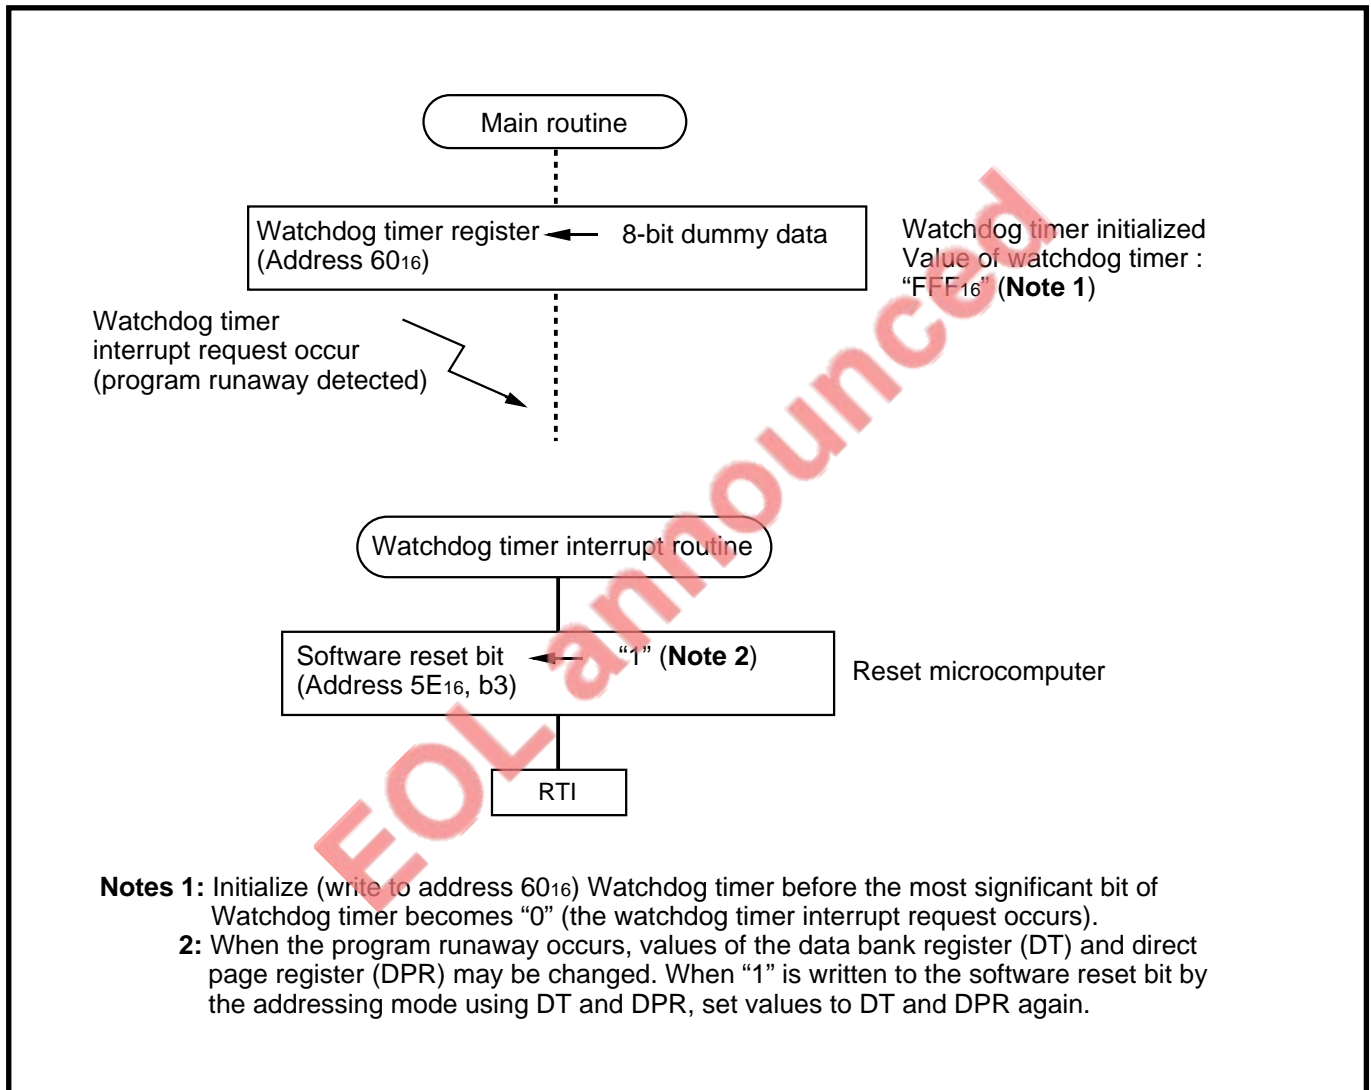 Main routine
Watchdog timer register
(Address 60₁₆)
8-bit dummy data
Watchdog timer initialized
Value of watchdog timer :
“FFF₁₆” (Note 1)
Watchdog timer
interrupt request occur
(program runaway detected)
Watchdog timer interrupt routine
Software reset bit
(Address 5E₁₆, b3)
“1” (Note 2)
Reset microcomputer
RTI
EOL announced
Notes 1: Initialize (write to address 60₁₆) Watchdog timer before the most significant bit of
Watchdog timer becomes “0” (the watchdog timer interrupt request occurs).
2: When the program runaway occurs, values of the data bank register (DT) and direct
page register (DPR) may be changed. When “1” is written to the software reset bit by
the addressing mode using DT and DPR, set values to DT and DPR again.